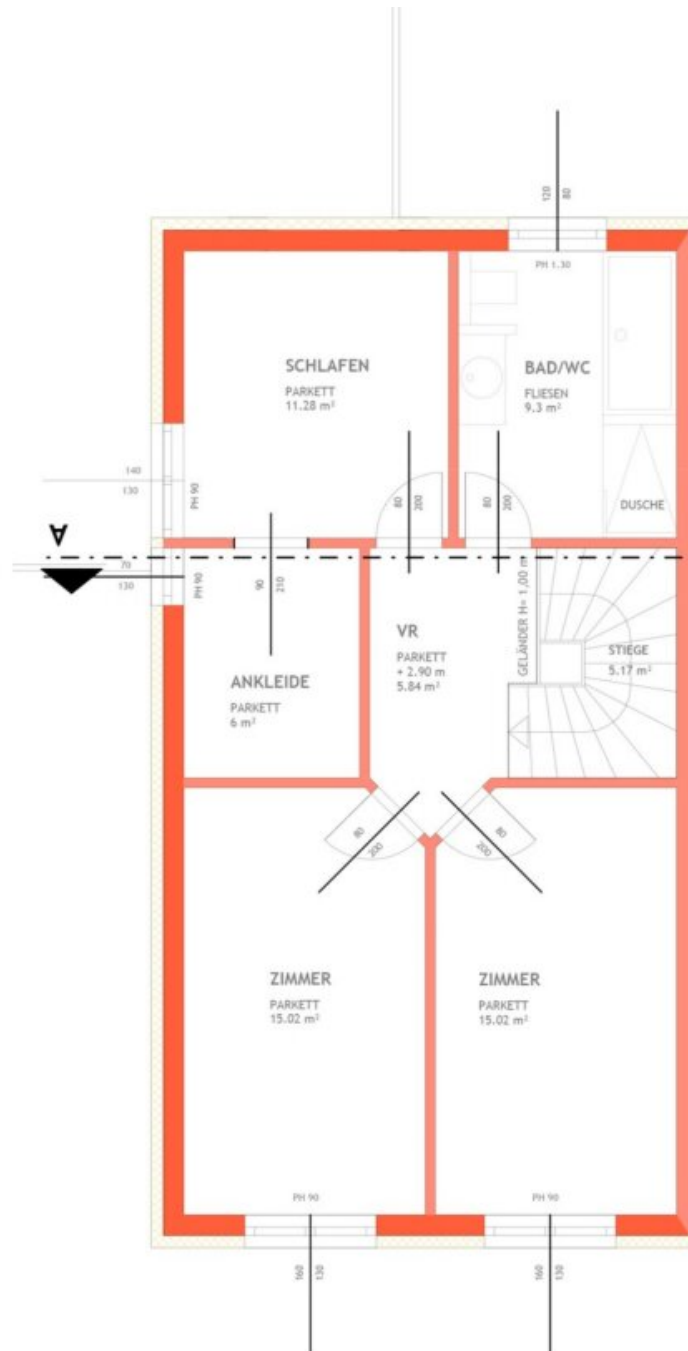 120
80
PH 1.30
SCHLAFEN
PARKETT
11.28 m²
BAD/WC
FLIESEN
9.3 m²
140
130
PH 90
80
200
80
200
DUSCHE
A
70
130
PH 90
90
210
GELÄNDER H= 1,00 m
VR
PARKETT
+ 2.90 m
5.84 m²
STIEGE
5.17 m²
ANKLEIDE
PARKETT
6 m²
80
200
80
200
ZIMMER
PARKETT
15.02 m²
ZIMMER
PARKETT
15.02 m²
PH 90
PH 90
160
130
160
130